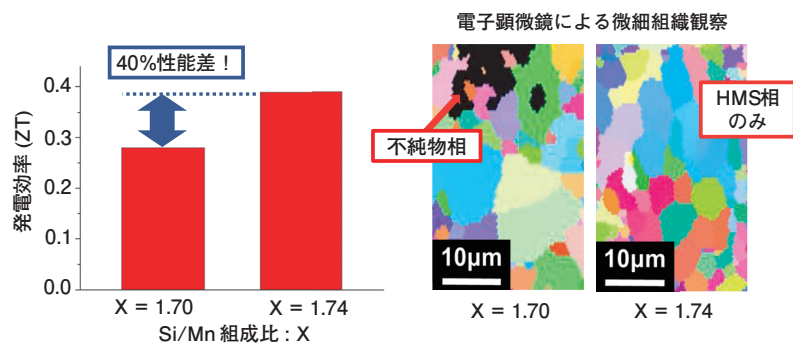 電子顕微鏡による微細組織観察
40%性能差！
発電効率 (ZT)
0.4
0.3
0.2
0.1
0.0
X = 1.70
X = 1.74
Si/Mn 組成比 : X
不純物相
HMS相
のみ
10μm
10μm
X = 1.70
X = 1.74